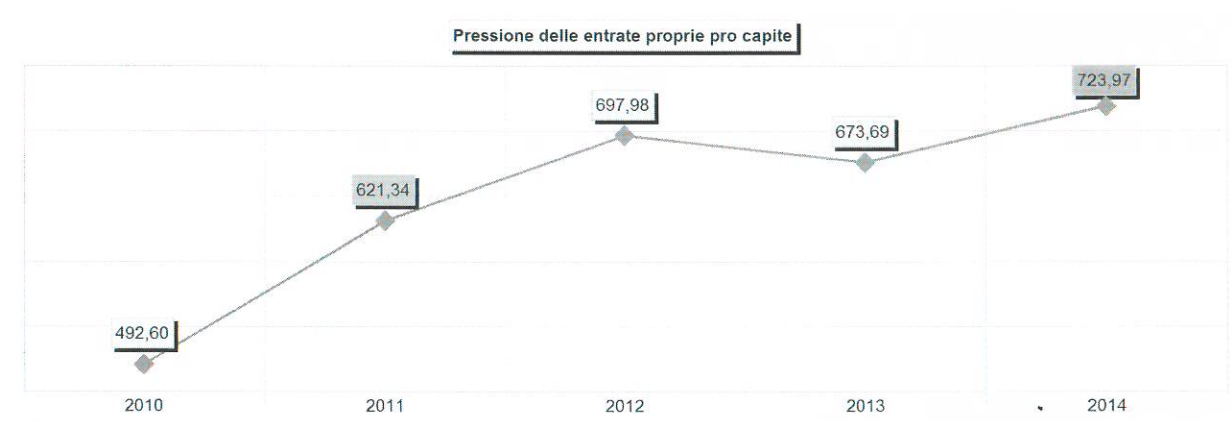 Pressione delle entrate proprie pro capite
723,97
697,98
673,69
621,34
492,60
2010 2011 2012 2013 2014